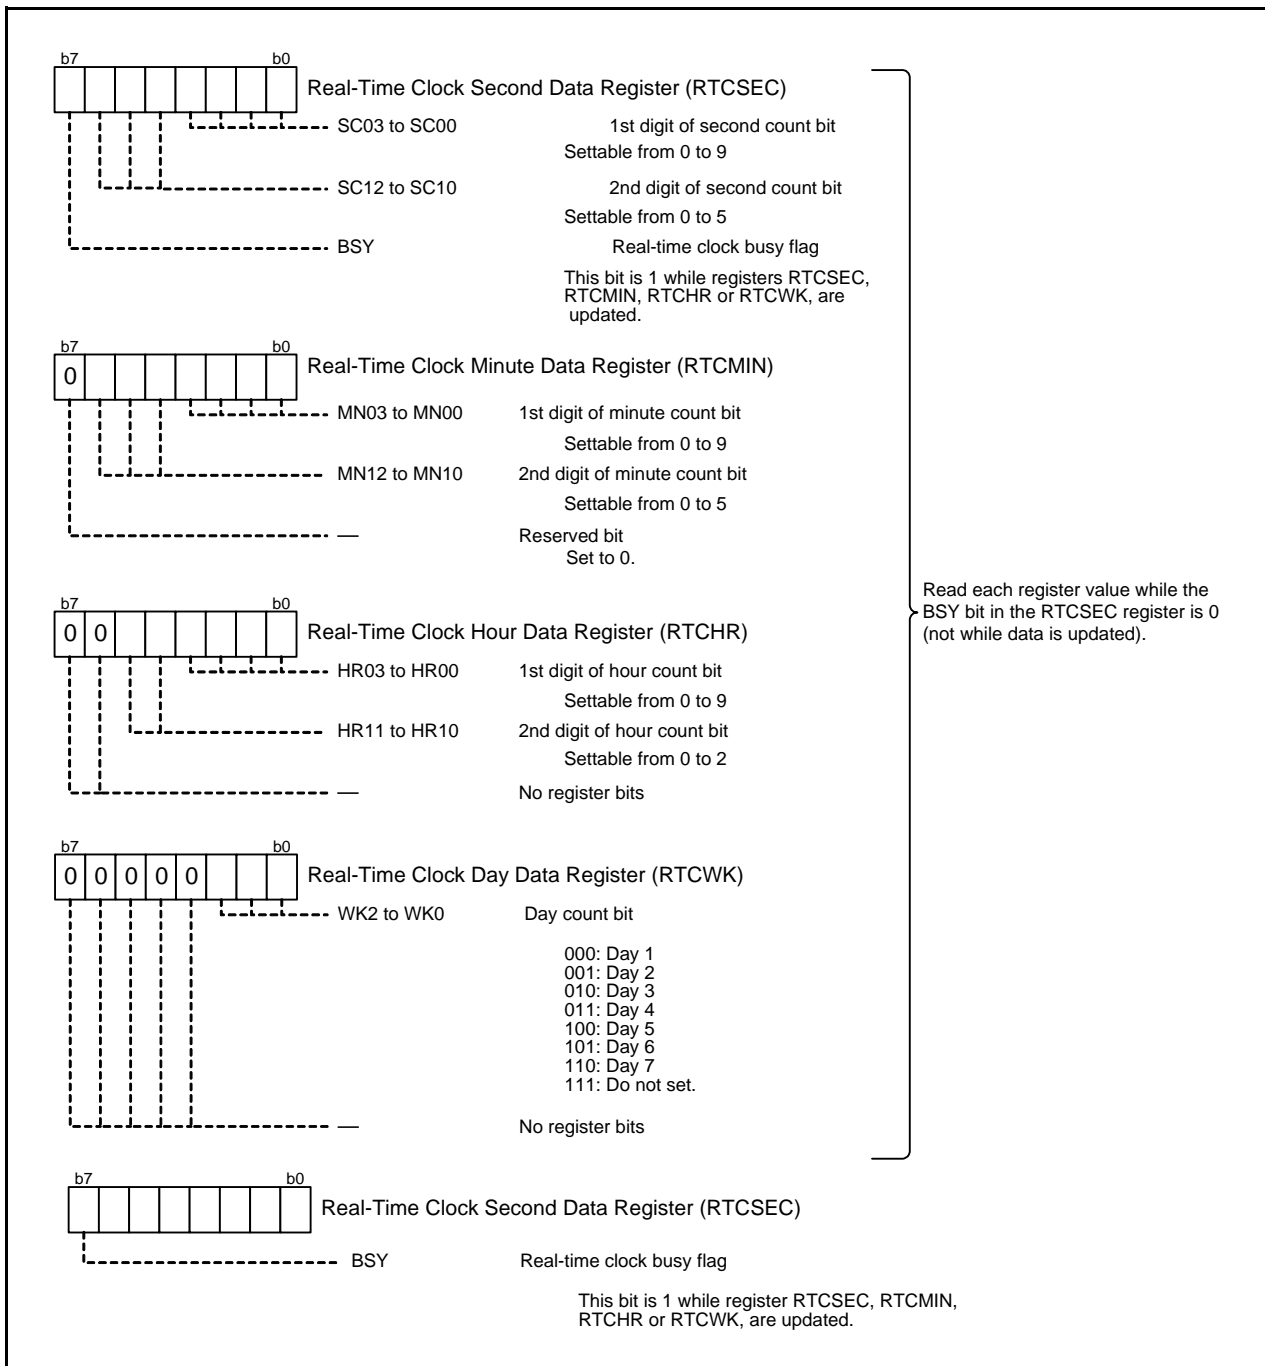 b7 b0
Real-Time Clock Second Data Register (RTCSEC)
SC03 to SC00 1st digit of second count bit
Settable from 0 to 9
SC12 to SC10 2nd digit of second count bit
Settable from 0 to 5
BSY Real-time clock busy flag
This bit is 1 while registers RTCSEC,
RTCMIN, RTCHR or RTCWK, are
updated.
b7 b0
0 Real-Time Clock Minute Data Register (RTCMIN)
MN03 to MN00 1st digit of minute count bit
Settable from 0 to 9
MN12 to MN10 2nd digit of minute count bit
Settable from 0 to 5
— Reserved bit
Set to 0.
b7 b0
0 0 Real-Time Clock Hour Data Register (RTCHR)
HR03 to HR00 1st digit of hour count bit
Settable from 0 to 9
HR11 to HR10 2nd digit of hour count bit
Settable from 0 to 2
— No register bits
b7 b0
0 0 0 0 0 Real-Time Clock Day Data Register (RTCWK)
WK2 to WK0 Day count bit
000: Day 1
001: Day 2
010: Day 3
011: Day 4
100: Day 5
101: Day 6
110: Day 7
111: Do not set.
— No register bits
Read each register value while the
BSY bit in the RTCSEC register is 0
(not while data is updated).
b7 b0
Real-Time Clock Second Data Register (RTCSEC)
BSY Real-time clock busy flag
This bit is 1 while register RTCSEC, RTCMIN,
RTCHR or RTCWK, are updated.